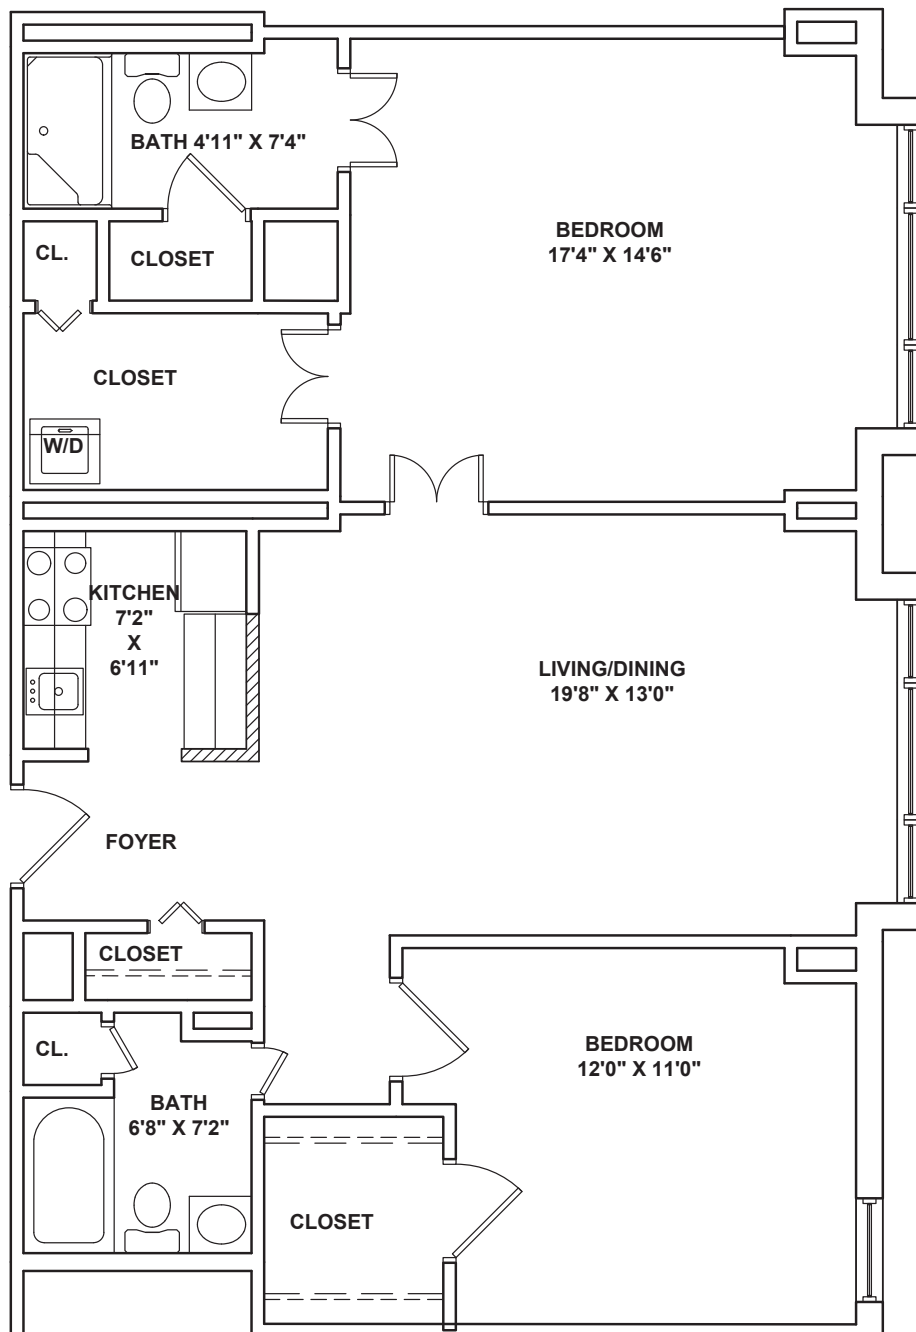 BATH 4'11" X 7'4"
BEDROOM
17'4" X 14'6"
CL.
CLOSET
CLOSET
W/D
KITCHEN
7'2"
X
6'11"
LIVING/DINING
19'8" X 13'0"
FOYER
CLOSET
CL.
BEDROOM
12'0" X 11'0"
BATH
6'8" X 7'2"
CLOSET